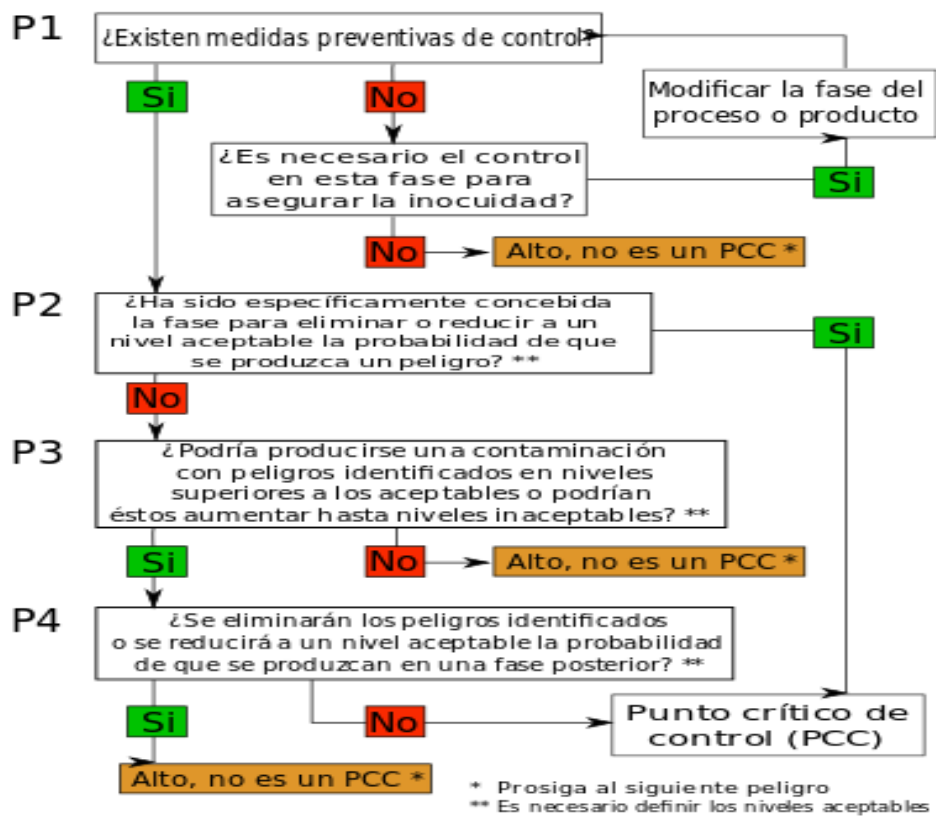 P1
¿Existen medidas preventivas de control?
Si
No
Modificar la fase del
proceso o producto
¿Es necesario el control
en esta fase para
asegurar la inocuidad?
Si
No
Alto, no es un PCC *
P2
¿Ha sido específicamente concebida
la fase para eliminar o reducir a un
nivel aceptable la probabilidad de que
se produzca un peligro? **
Si
No
P3
¿Podría producirse una contaminación
con peligros identificados en niveles
superiores a los aceptables o podrían
éstos aumentar hasta niveles inaceptables? **
Si
No
Alto, no es un PCC *
P4
¿Se eliminarán los peligros identificados
o se reducirá a un nivel aceptable la probabilidad
de que se produzcan en una fase posterior? **
Si
No
Punto crítico de
control (PCC)
Alto, no es un PCC *
* Prosiga al siguiente peligro
** Es necesario definir los niveles aceptables